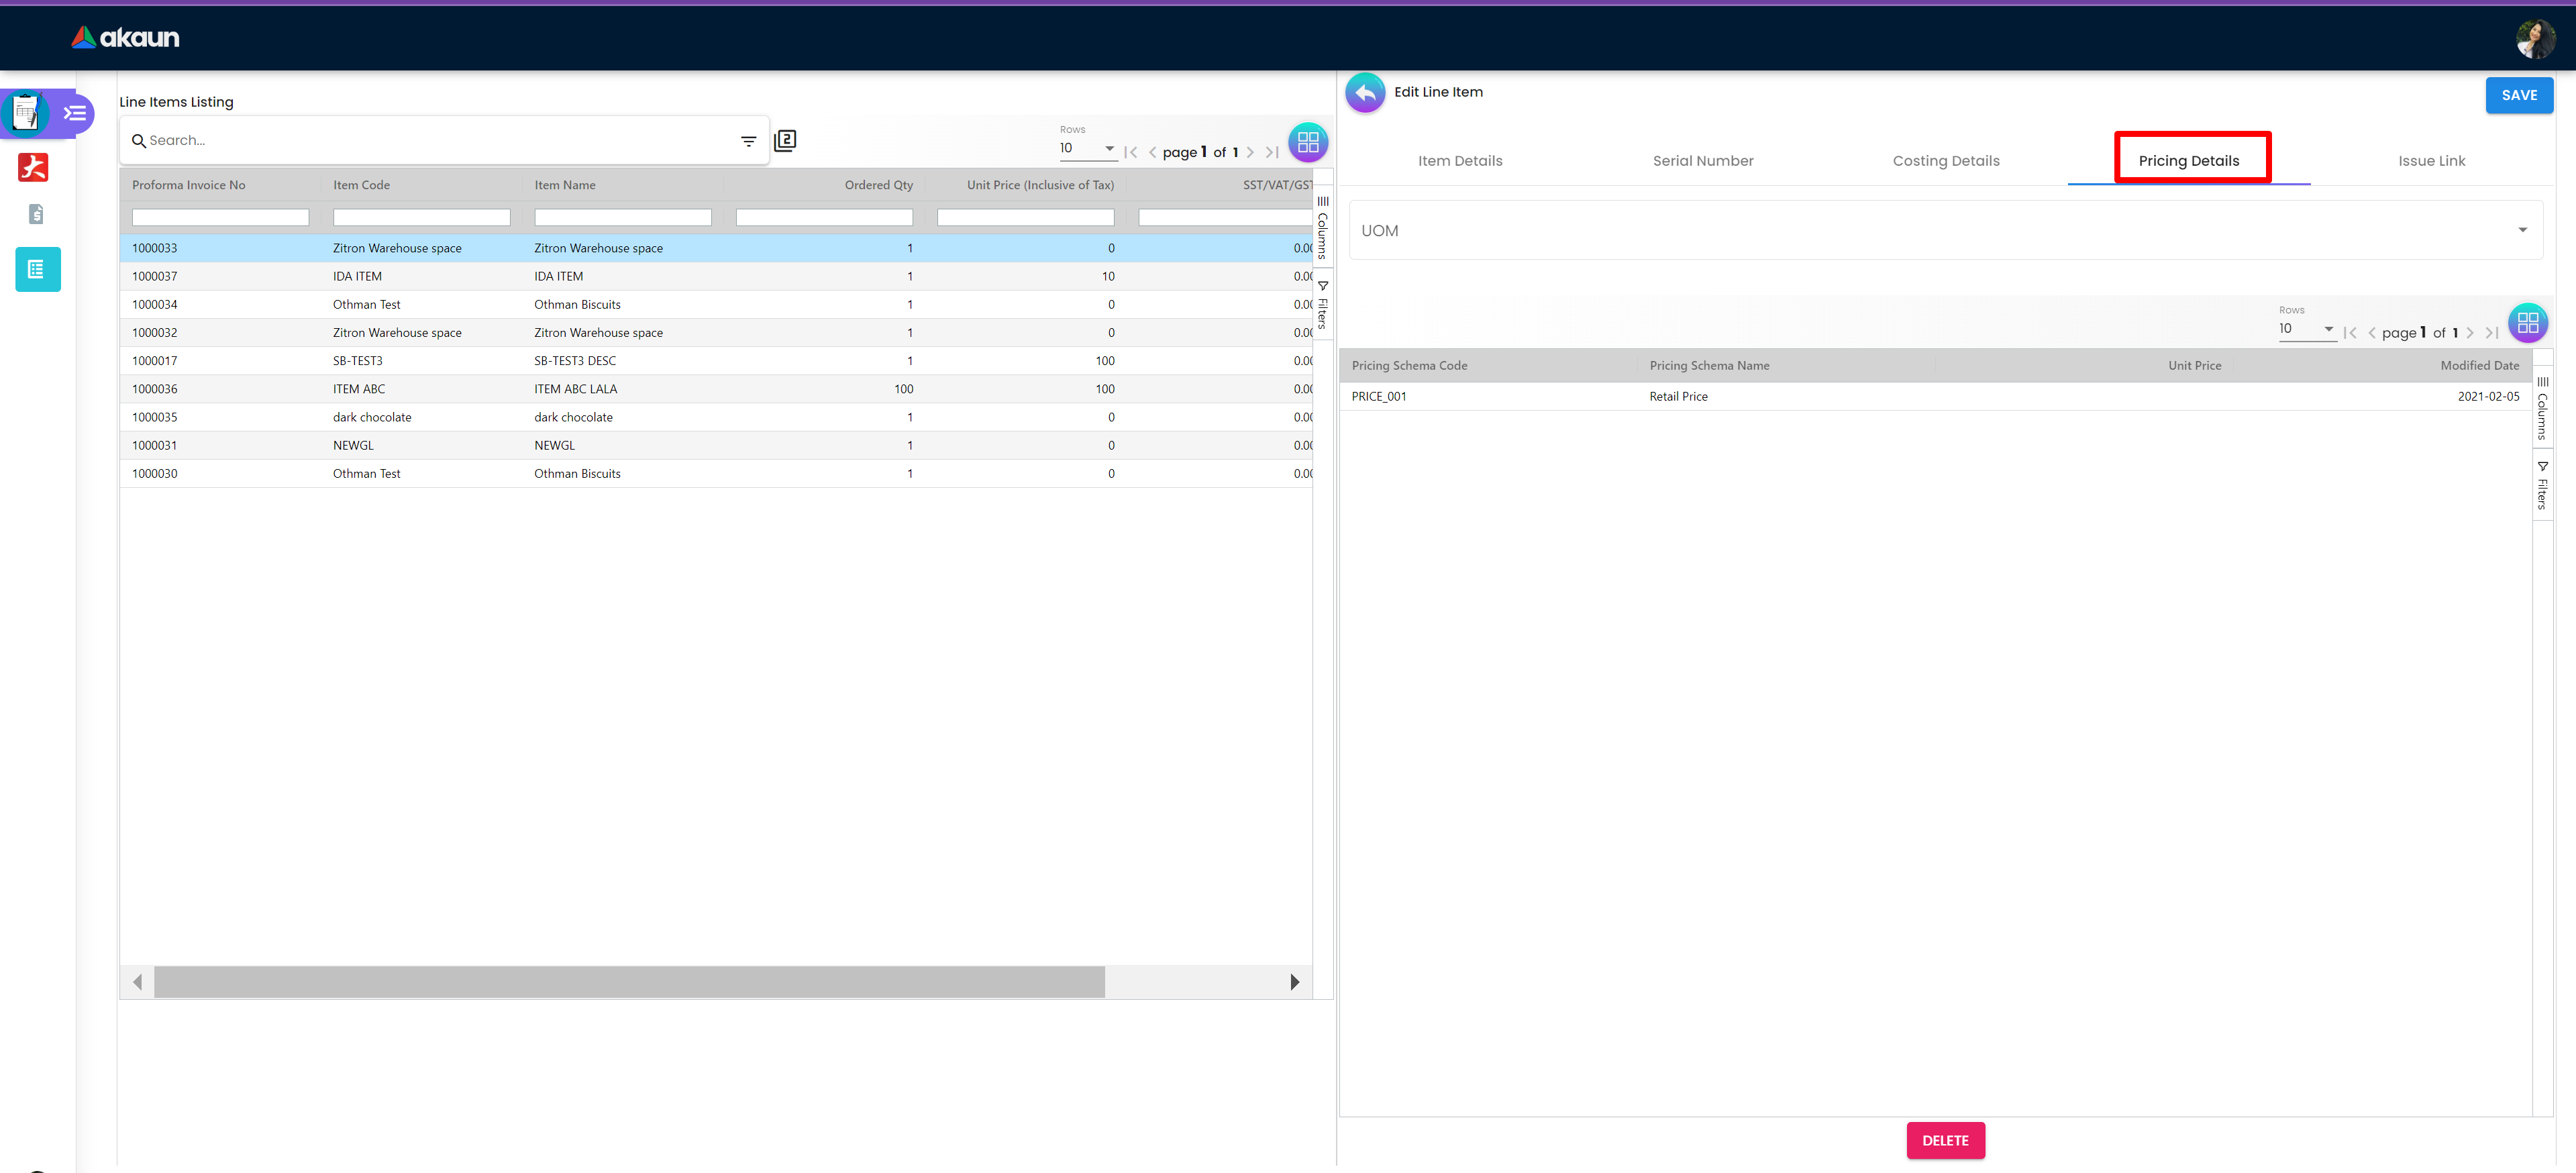 akaun
Line Items Listing
Search...
2
Rows
10
page 1 of 1
Proforma Invoice No Item Code Item Name Ordered Qty Unit Price (Inclusive of Tax) SST/VAT/GST
1000033 Zitron Warehouse space Zitron Warehouse space 1 0 0.00
1000037 IDA ITEM IDA ITEM 1 10 0.00
1000034 Othman Test Othman Biscuits 1 0 0.00
1000032 Zitron Warehouse space Zitron Warehouse space 1 0 0.00
1000017 SB-TEST3 SB-TEST3 DESC 1 100 0.00
1000036 ITEM ABC ITEM ABC LALA 100 100 0.00
1000035 dark chocolate dark chocolate 1 0 0.00
1000031 NEWGL NEWGL 1 0 0.00
1000030 Othman Test Othman Biscuits 1 0 0.00
Columns
Filters
Edit Line Item
SAVE
Item Details Serial Number Costing Details Pricing Details Issue Link
UOM
Rows
10
page 1 of 1
Pricing Schema Code Pricing Schema Name Unit Price Modified Date
PRICE_001 Retail Price 2021-02-05
Columns
Filters
DELETE